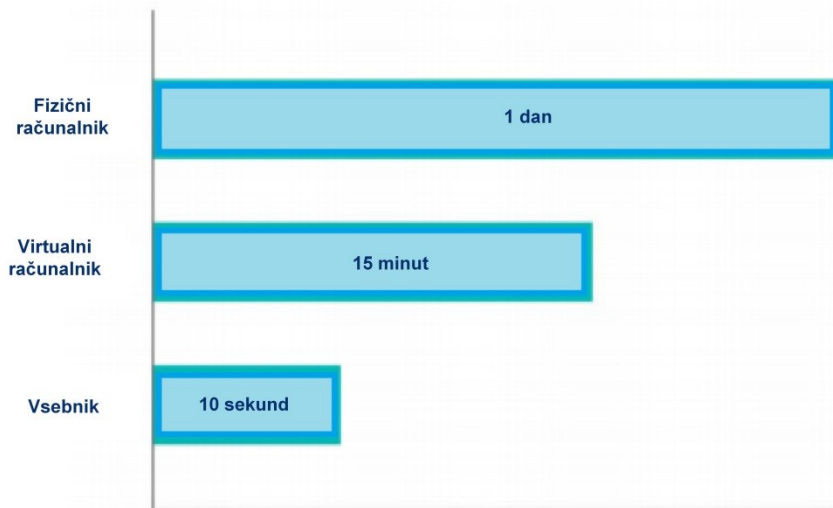 Fizični
računalnik
1 dan
Virtualni
računalnik
15 minut
Vsebnik
10 sekund